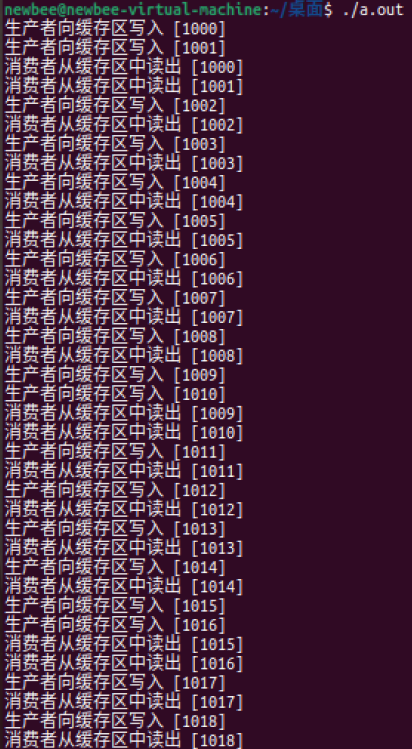 newbee@newbee-virtual-machine:~/桌面$ ./a.out
生产者向缓存区写入 [1000]
生产者向缓存区写入 [1001]
消费者从缓存区中读出 [1000]
消费者从缓存区中读出 [1001]
生产者向缓存区写入 [1002]
消费者从缓存区中读出 [1002]
生产者向缓存区写入 [1003]
消费者从缓存区中读出 [1003]
生产者向缓存区写入 [1004]
消费者从缓存区中读出 [1004]
生产者向缓存区写入 [1005]
消费者从缓存区中读出 [1005]
生产者向缓存区写入 [1006]
消费者从缓存区中读出 [1006]
生产者向缓存区写入 [1007]
消费者从缓存区中读出 [1007]
生产者向缓存区写入 [1008]
消费者从缓存区中读出 [1008]
生产者向缓存区写入 [1009]
生产者向缓存区写入 [1010]
消费者从缓存区中读出 [1009]
消费者从缓存区中读出 [1010]
生产者向缓存区写入 [1011]
消费者从缓存区中读出 [1011]
生产者向缓存区写入 [1012]
消费者从缓存区中读出 [1012]
生产者向缓存区写入 [1013]
消费者从缓存区中读出 [1013]
生产者向缓存区写入 [1014]
消费者从缓存区中读出 [1014]
生产者向缓存区写入 [1015]
生产者向缓存区写入 [1016]
消费者从缓存区中读出 [1015]
消费者从缓存区中读出 [1016]
生产者向缓存区写入 [1017]
消费者从缓存区中读出 [1017]
生产者向缓存区写入 [1018]
消费者从缓存区中读出 [1018]